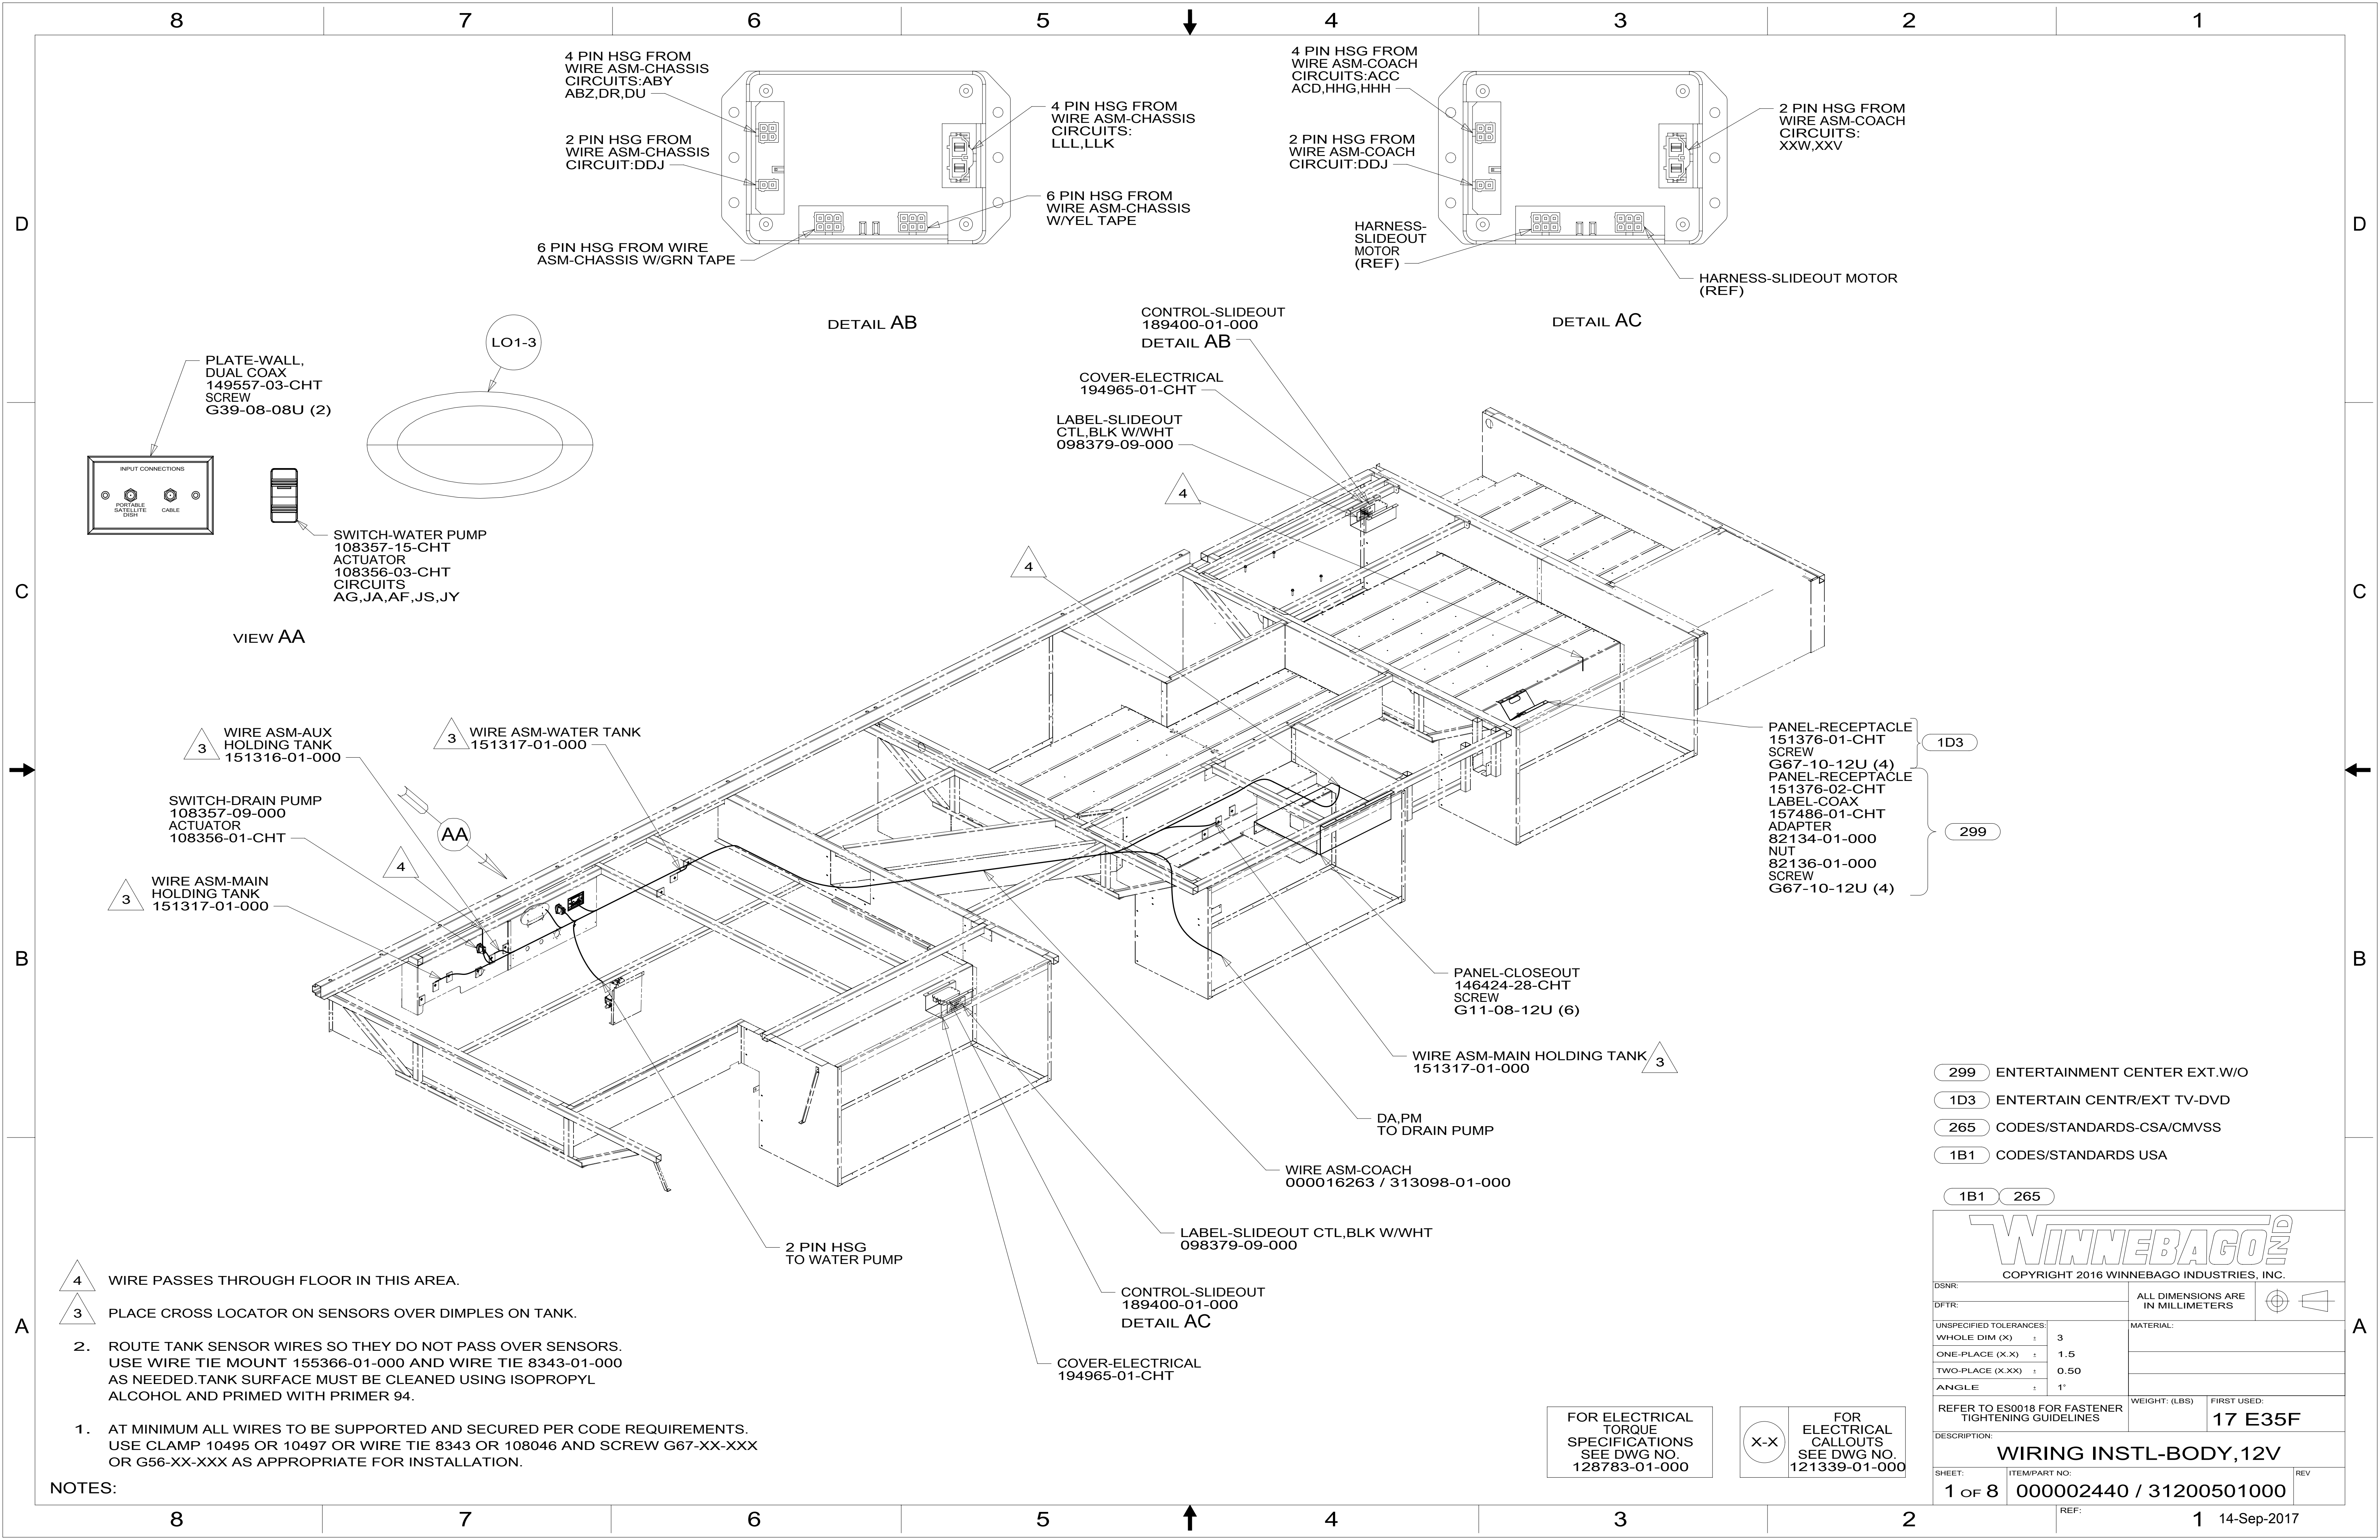 8 7 6 5 4 3 2 1
D
D
C
C
B
B
A
A
4 PIN HSG FROM
WIRE ASM-CHASSIS
CIRCUITS:ABY
ABZ,DR,DU
2 PIN HSG FROM
WIRE ASM-CHASSIS
CIRCUIT:DDJ
6 PIN HSG FROM WIRE
ASM-CHASSIS W/GRN TAPE
4 PIN HSG FROM
WIRE ASM-CHASSIS
CIRCUITS:
LLL,LLK
6 PIN HSG FROM
WIRE ASM-CHASSIS
W/YEL TAPE
DETAIL AB
4 PIN HSG FROM
WIRE ASM-COACH
CIRCUITS:ACC
ACD,HHG,HHH
2 PIN HSG FROM
WIRE ASM-COACH
CIRCUIT:DDJ
HARNESS-
SLIDEOUT
MOTOR
(REF)
2 PIN HSG FROM
WIRE ASM-COACH
CIRCUITS:
XXW,XXV
HARNESS-SLIDEOUT MOTOR
(REF)
DETAIL AC
PLATE-WALL,
DUAL COAX
149557-03-CHT
SCREW
G39-08-08U (2)
LO1-3
INPUT CONNECTIONS
PORTABLE
SATELLITE
DISH
CABLE
SWITCH-WATER PUMP
108357-15-CHT
ACTUATOR
108356-03-CHT
CIRCUITS
AG,JA,AF,JS,JY
VIEW AA
CONTROL-SLIDEOUT
189400-01-000
DETAIL AB
COVER-ELECTRICAL
194965-01-CHT
LABEL-SLIDEOUT
CTL,BLK W/WHT
098379-09-000
4
4
3
WIRE ASM-AUX
HOLDING TANK
151316-01-000
3
WIRE ASM-WATER TANK
151317-01-000
SWITCH-DRAIN PUMP
108357-09-000
ACTUATOR
108356-01-CHT
AA
4
3
WIRE ASM-MAIN
HOLDING TANK
151317-01-000
PANEL-RECEPTACLE
151376-01-CHT
SCREW
G67-10-12U (4)
1D3
PANEL-RECEPTACLE
151376-02-CHT
LABEL-COAX
157486-01-CHT
ADAPTER
82134-01-000
NUT
82136-01-000
SCREW
G67-10-12U (4)
299
PANEL-CLOSEOUT
146424-28-CHT
SCREW
G11-08-12U (6)
WIRE ASM-MAIN HOLDING TANK
151317-01-000
3
DA,PM
TO DRAIN PUMP
WIRE ASM-COACH
000016263 / 313098-01-000
LABEL-SLIDEOUT CTL,BLK W/WHT
098379-09-000
CONTROL-SLIDEOUT
189400-01-000
DETAIL AC
COVER-ELECTRICAL
194965-01-CHT
2 PIN HSG
TO WATER PUMP
4 WIRE PASSES THROUGH FLOOR IN THIS AREA.
3 PLACE CROSS LOCATOR ON SENSORS OVER DIMPLES ON TANK.
2. ROUTE TANK SENSOR WIRES SO THEY DO NOT PASS OVER SENSORS.
USE WIRE TIE MOUNT 155366-01-000 AND WIRE TIE 8343-01-000
AS NEEDED.TANK SURFACE MUST BE CLEANED USING ISOPROPYL
ALCOHOL AND PRIMED WITH PRIMER 94.
1. AT MINIMUM ALL WIRES TO BE SUPPORTED AND SECURED PER CODE REQUIREMENTS.
USE CLAMP 10495 OR 10497 OR WIRE TIE 8343 OR 108046 AND SCREW G67-XX-XXX
OR G56-XX-XXX AS APPROPRIATE FOR INSTALLATION.
NOTES:
299 ENTERTAINMENT CENTER EXT.W/O
1D3 ENTERTAIN CENTR/EXT TV-DVD
265 CODES/STANDARDS-CSA/CMVSS
1B1 CODES/STANDARDS USA
1B1 265
WINNEBAGO IND
COPYRIGHT 2016 WINNEBAGO INDUSTRIES, INC.
DSNR:
DFTR:
ALL DIMENSIONS ARE
IN MILLIMETERS
UNSPECIFIED TOLERANCES:
WHOLE DIM (X) ± 3
ONE-PLACE (X.X) ± 1.5
TWO-PLACE (X.XX) ± 0.50
ANGLE ± 1°
MATERIAL:
REFER TO ES0018 FOR FASTENER
TIGHTENING GUIDELINES
WEIGHT: (LBS)
FIRST USED:
17 E35F
DESCRIPTION:
WIRING INSTL-BODY,12V
SHEET:
1 OF 8
ITEM/PART NO:
000002440 / 31200501000
REV
REF:
14-Sep-2017
FOR ELECTRICAL
TORQUE
SPECIFICATIONS
SEE DWG NO.
128783-01-000
X-X
FOR
ELECTRICAL
CALLOUTS
SEE DWG NO.
121339-01-000
8 7 6 5 4 3 2 1